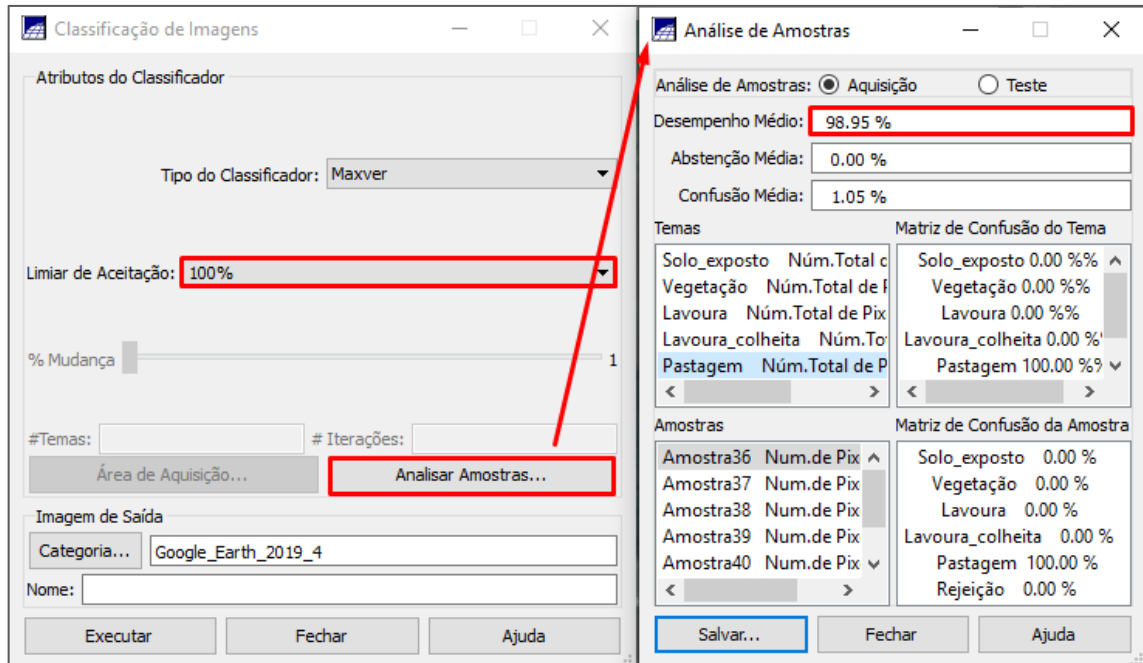 Classificação de Imagens
Atributos do Classificador
Tipo do Classificador: Maxver
Limiar de Aceitação: 100%
% Mudança 1
#Temas: # Iterações:
Área de Aquisição... Analisar Amostras...
Imagem de Saída
Categoria... Google_Earth_2019_4
Nome:
Executar Fechar Ajuda
Análise de Amostras
Análise de Amostras: Aquisição Teste
Desempenho Médio: 98.95 %
Abstenção Média: 0.00 %
Confusão Média: 1.05 %
Temas
Solo_exposto Núm.Total d
Vegetação Núm.Total de
Lavoura Núm.Total de Pix
Lavoura_colheita Núm.To
Pastagem Núm.Total de P
Matriz de Confusão do Tema
Solo_exposto 0.00 %%
Vegetação 0.00 %%
Lavoura 0.00 %%
Lavoura_colheita 0.00 %
Pastagem 100.00 %%
Amostras
Amostra36 Num.de Pix
Amostra37 Num.de Pix
Amostra38 Num.de Pix
Amostra39 Num.de Pix
Amostra40 Num.de Pix
Matriz de Confusão da Amostra
Solo_exposto 0.00 %
Vegetação 0.00 %
Lavoura 0.00 %
Lavoura_colheita 0.00 %
Pastagem 100.00 %
Rejeição 0.00 %
Salvar... Fechar Ajuda